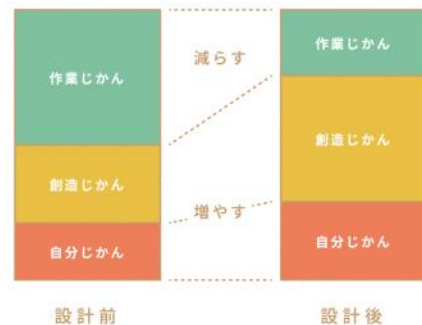 作業じかん
創造じかん
自分じかん
設計前
減らす
増やす
作業じかん
創造じかん
自分じかん
設計後